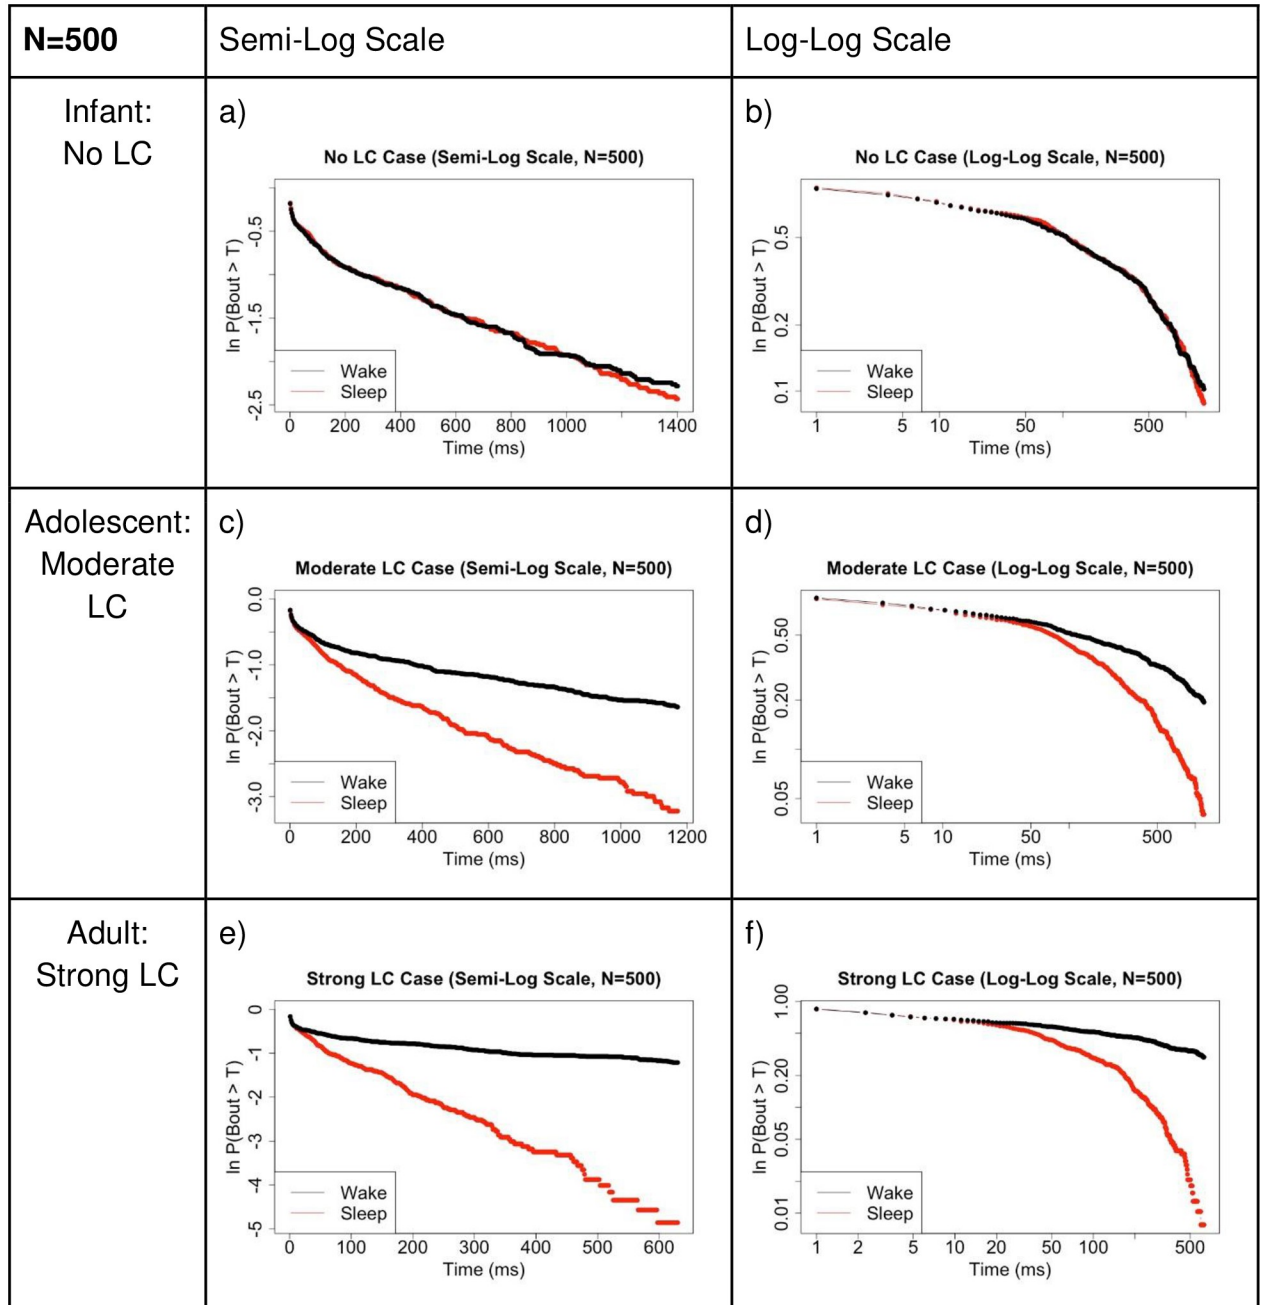 N=500
Semi-Log Scale
Log-Log Scale
Infant:
No LC
a)
No LC Case (Semi-Log Scale, N=500)
ln P(Bout > T)
-0.5
-1.5
-2.5
Wake
Sleep
0 200 400 600 800 1000 1400
Time (ms)
b)
No LC Case (Log-Log Scale, N=500)
ln P(Bout > T)
0.5
0.2
0.1
Wake
Sleep
1 5 10 50 500
Time (ms)
Adolescent:
Moderate
LC
c)
Moderate LC Case (Semi-Log Scale, N=500)
ln P(Bout > T)
0.0
-1.0
-2.0
-3.0
Wake
Sleep
0 200 400 600 800 1000 1200
Time (ms)
d)
Moderate LC Case (Log-Log Scale, N=500)
ln P(Bout > T)
0.50
0.20
0.05
Wake
Sleep
1 5 10 50 500
Time (ms)
Adult:
Strong LC
e)
Strong LC Case (Semi-Log Scale, N=500)
ln P(Bout > T)
0
-1
-2
-3
-4
-5
Wake
Sleep
0 100 200 300 400 500 600
Time (ms)
f)
Strong LC Case (Log-Log Scale, N=500)
ln P(Bout > T)
1.00
0.20
0.05
0.01
Wake
Sleep
1 2 5 10 20 50 100 500
Time (ms)